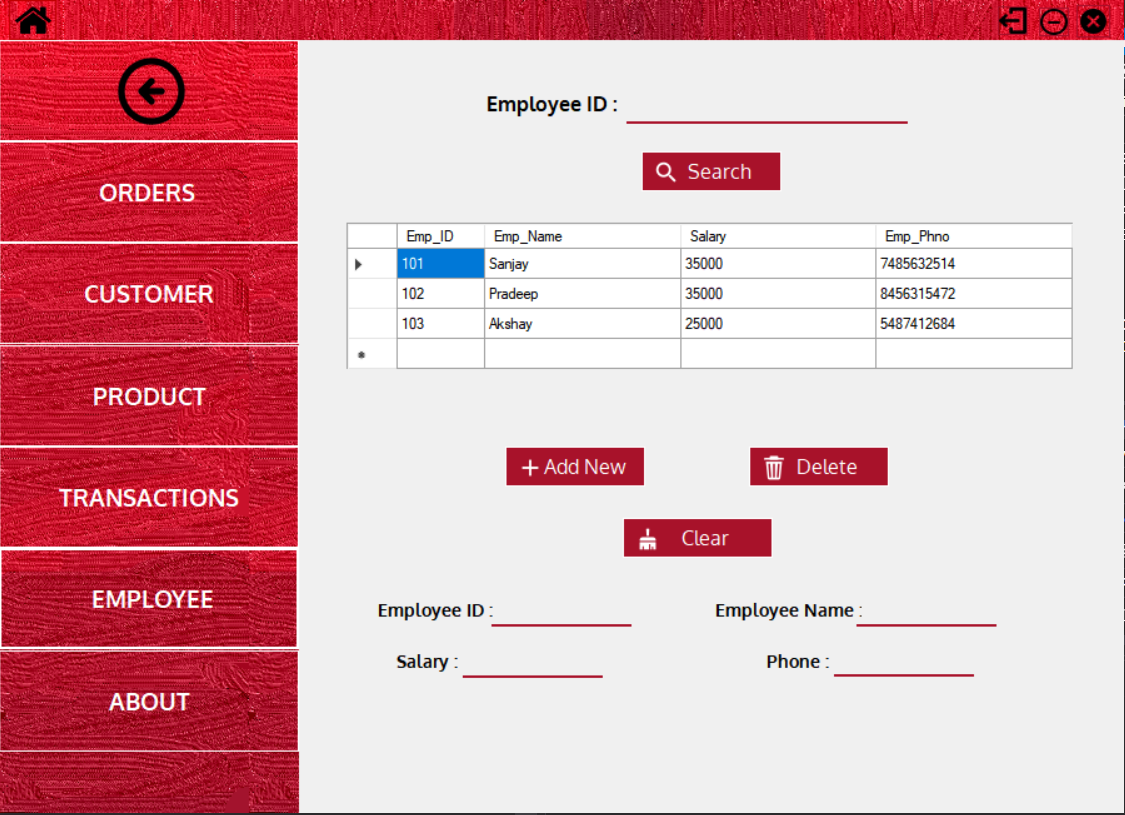 Employee ID :
Search
ORDERS
CUSTOMER
PRODUCT
TRANSACTIONS
EMPLOYEE
ABOUT
Emp_ID Emp_Name Salary Emp_Phno
101 Sanjay 35000 7485632514
102 Pradeep 35000 8456315472
103 Akshay 25000 5487412684
+ Add New Delete
Clear
Employee ID : Employee Name :
Salary : Phone :